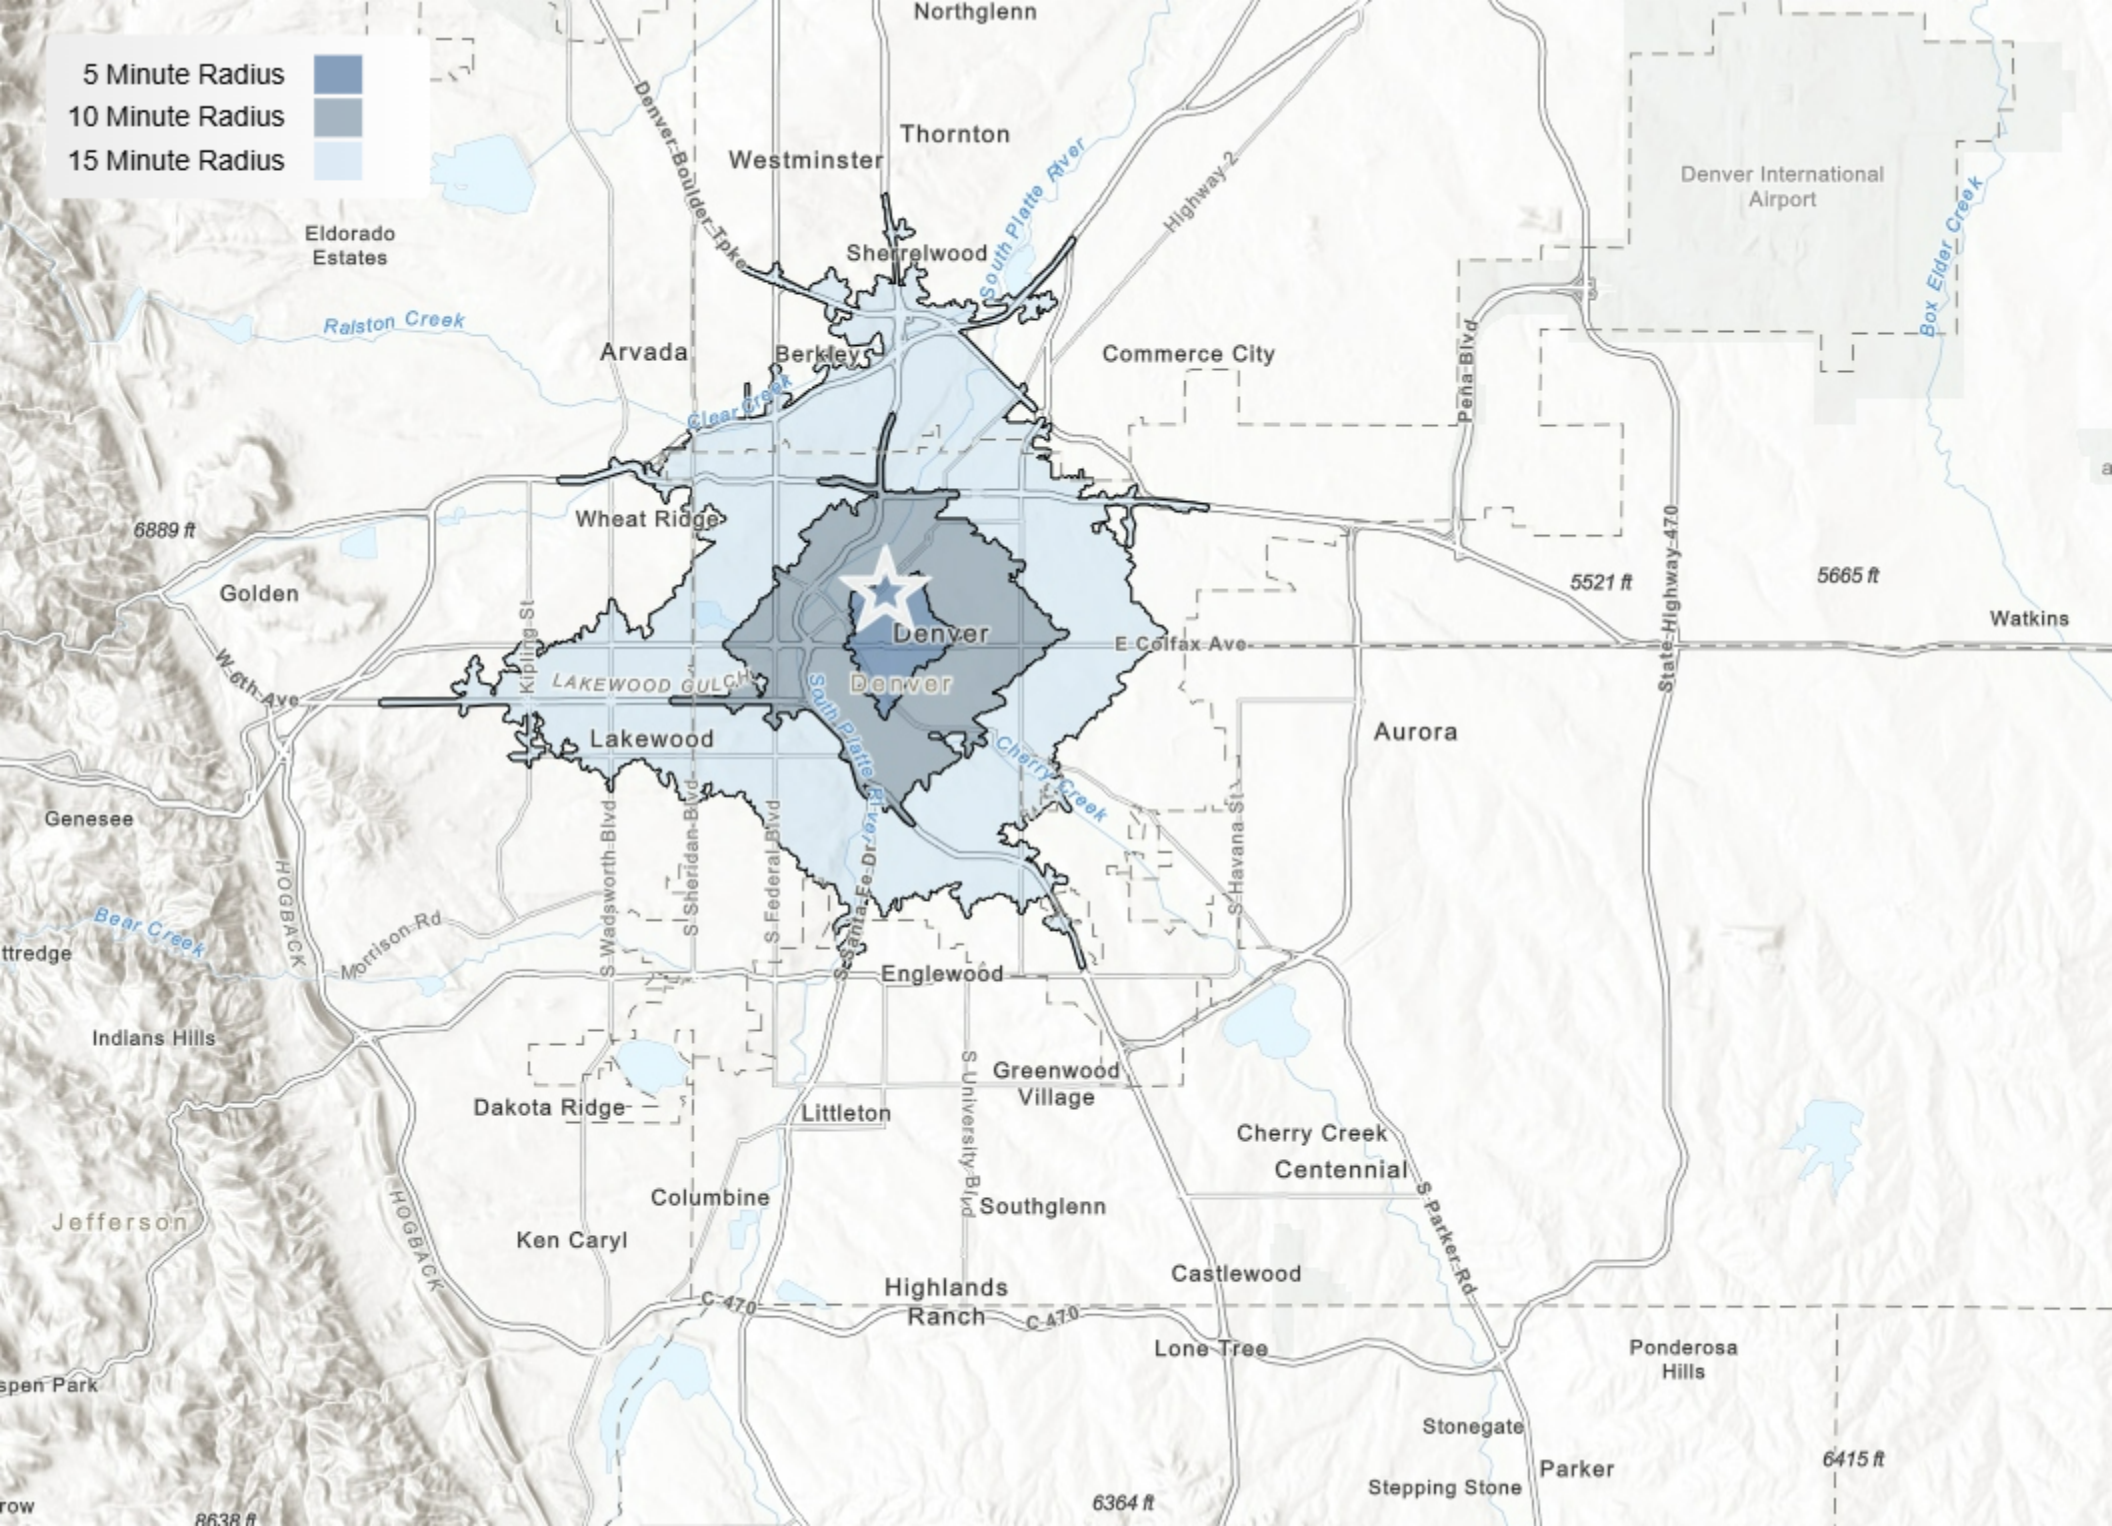 Northglenn
5 Minute Radius
10 Minute Radius
15 Minute Radius
Denver-Boulder Tpke
Thornton
Westminster
South Platte River
Highway 2
Denver International
Airport
Box Elder Creek
Eldorado
Estates
Sherrelwood
Ralston Creek
Arvada
Berkley
Commerce City
Peña Blvd
Clear Creek
a
Wheat Ridge
6889 ft
Golden
5521 ft
5665 ft
State Highway 470
Watkins
Kipling St
Denver
E Colfax Ave
W 6th Ave
LAKEWOOD GULCH
Denver
South Platte River
Lakewood
Cherry Creek
Aurora
Genesee
S Wadsworth Blvd
S Sheridan Blvd
S Federal Blvd
S Santa Fe Dr
S Havana St
HOGBACK
Bear Creek
Morrison Rd
ttredge
Englewood
Indians Hills
Greenwood
Village
S University Blvd
Dakota Ridge
Littleton
Cherry Creek
Centennial
Columbine
Southglenn
S Parker Rd
Jefferson
HOGBACK
Ken Caryl
Castlewood
Highlands
Ranch
C 470
C 470
Lone Tree
Ponderosa
Hills
spen Park
Stonegate
Parker
6415 ft
Stepping Stone
6364 ft
row
8638 ft